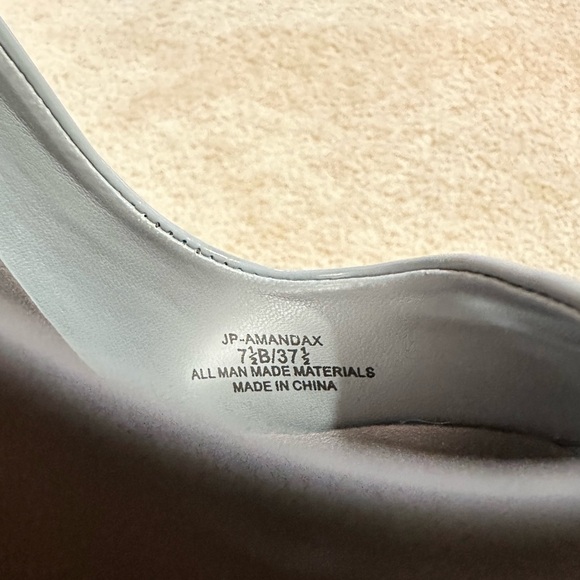 JP-AMANDAX
7½B/37½
ALL MAN MADE MATERIALS
MADE IN CHINA